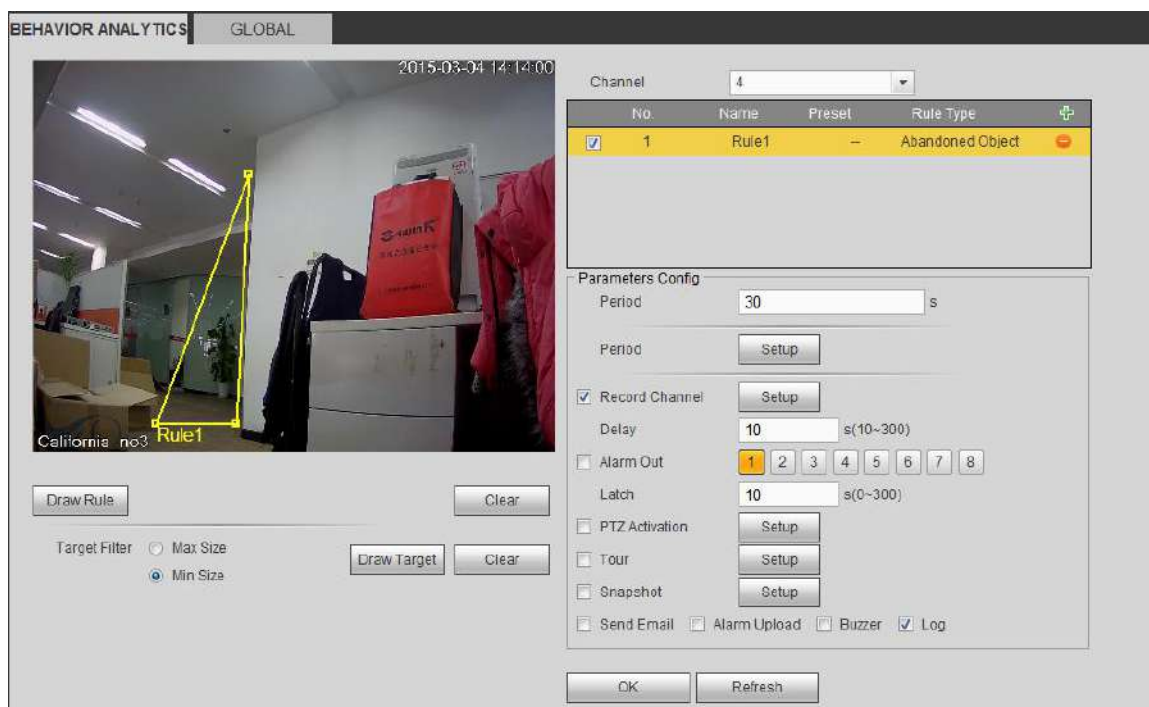 BEHAVIOR ANALYTICS GLOBAL
2015-03-04 14:14:00
California no3 Rule1
Draw Rule Clear
Target Filter Max Size
Min Size
Draw Target Clear
Channel 4
No. Name Preset Rule Type
1 Rule1 -- Abandoned Object
Parameters Config
Period 30 s
Period Setup
Record Channel Setup
Delay 10 s(10~300)
Alarm Out 1 2 3 4 5 6 7 8
Latch 10 s(0~300)
PTZ Activation Setup
Tour Setup
Snapshot Setup
Send Email Alarm Upload Buzzer Log
OK Refresh